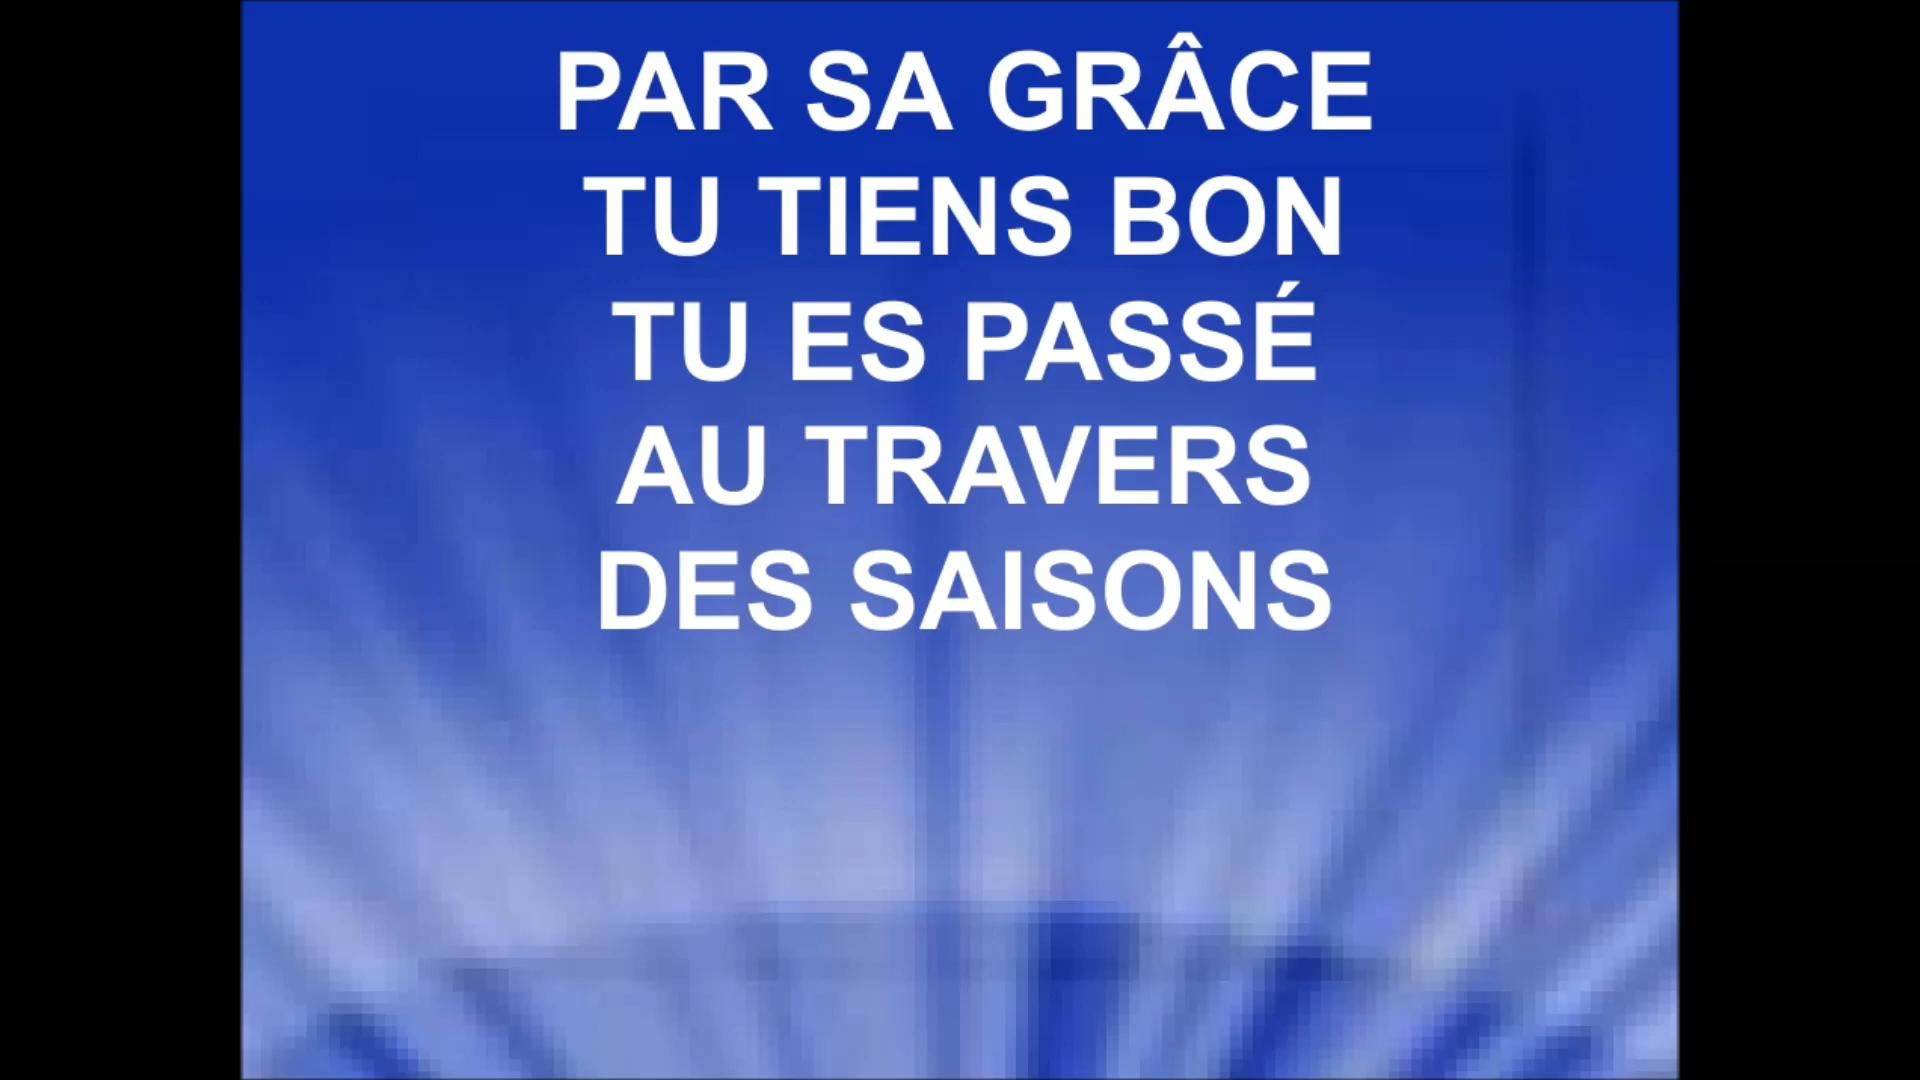 PAR SA GRÂCE
TU TIENS BON
TU ES PASSÉ
AU TRAVERS
DES SAISONS